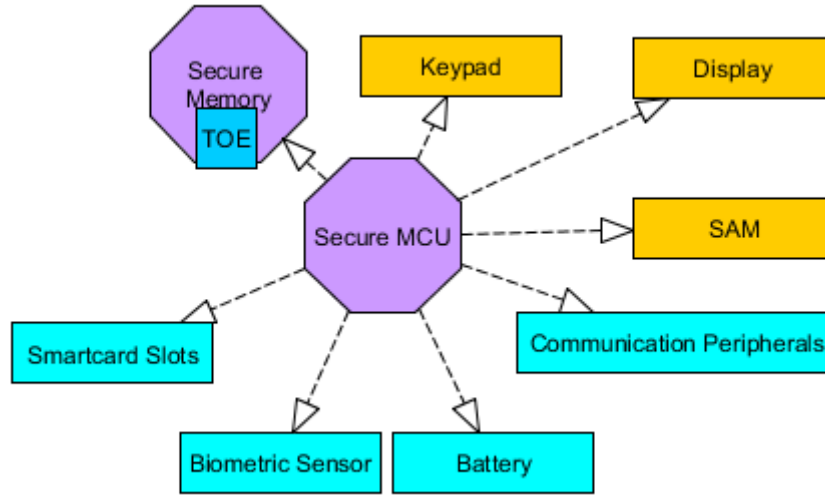 Secure
Memory
TOE
Keypad
Display
Secure MCU
SAM
Smartcard Slots
Communication Peripherals
Biometric Sensor
Battery